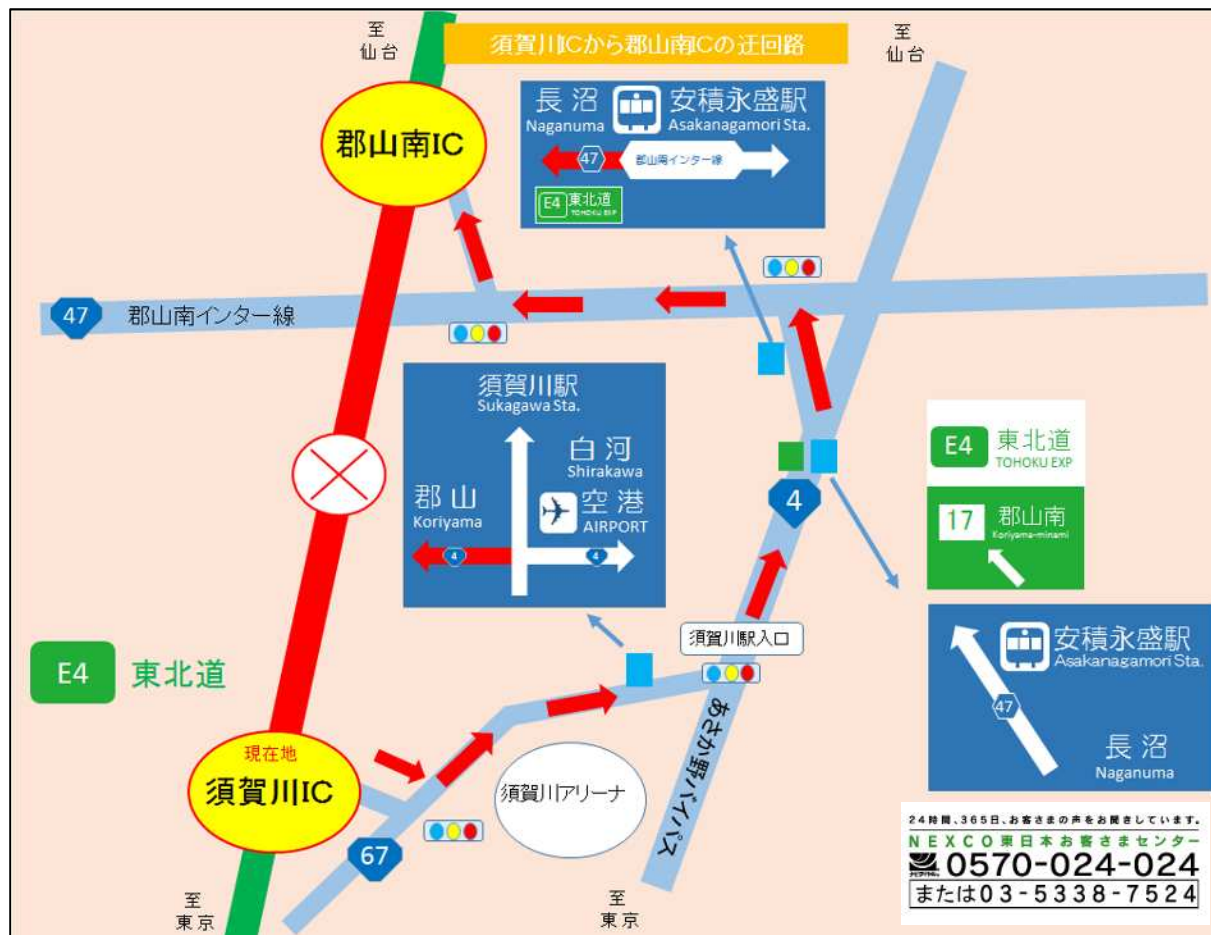 須賀川ICから郡山南ICの迂回路
至
仙台
至
仙台
郡山南IC
長沼
Naganuma
安積永盛駅
Asakanagamori Sta.
47
郡山南インター線
E4 東北道
TOHOKU EXP
47
郡山南インター線
須賀川駅
Sukagawa Sta.
白河
Shirakawa
郡山
Koriyama
空港
AIRPORT
4
4
4
E4 東北道
TOHOKU EXP
17 郡山南
Koriyama-minami
安積永盛駅
Asakanagamori Sta.
47
長沼
Naganuma
須賀川駅入口
あさか野バイパス
E4 東北道
現在地
須賀川IC
須賀川アリーナ
67
至
東京
至
東京
24時間、365日、お客さまの声をお聞きしています。
NEXCO東日本お客さまセンター
0570-024-024
または03-5338-7524